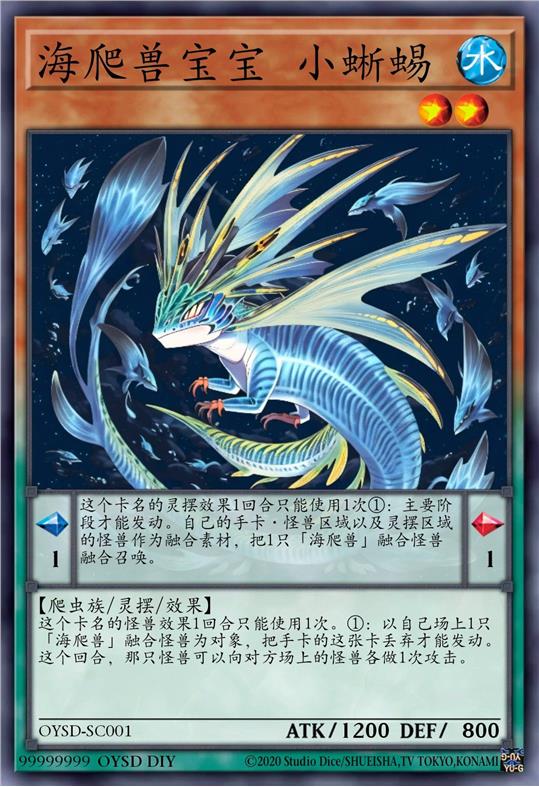 海爬兽宝宝 小蜥蜴
水
这个卡名的灵摆效果1回合只能使用1次①：主要阶
段才能发动。自己的手卡·怪兽区域以及灵摆区域
的怪兽作为融合素材，把1只「海爬兽」融合怪兽
融合召唤。
1
1
【爬虫族/灵摆/效果】
这个卡名的怪兽效果1回合只能使用1次。①：以自己场上1只
「海爬兽」融合怪兽为对象，把手卡的这张卡丢弃才能发动。
这个回合，那只怪兽可以向对方场上的怪兽各做1次攻击。
OYSD-SC001
ATK/1200 DEF/ 800
99999999 OYSD DIY
©2020 Studio Dice/SHUEISHA,TV TOKYO,KONAMI